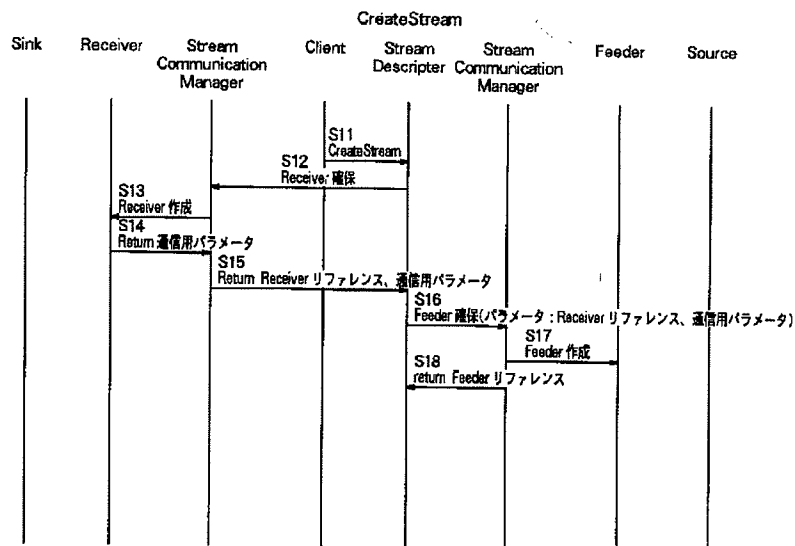 CreateStream
Sink
Receiver
Stream
Communication
Manager
Client
Stream
Descripter
Stream
Communication
Manager
Feeder
Source
S11
CreateStream
S12
Receiver 確保
S13
Receiver 作成
S14
Return 通信用パラメータ
S15
Return Receiver リファレンス、通信用パラメータ
S16
Feeder 確保(パラメータ:Receiver リファレンス、通信用パラメータ)
S17
Feeder 作成
S18
return Feeder リファレンス